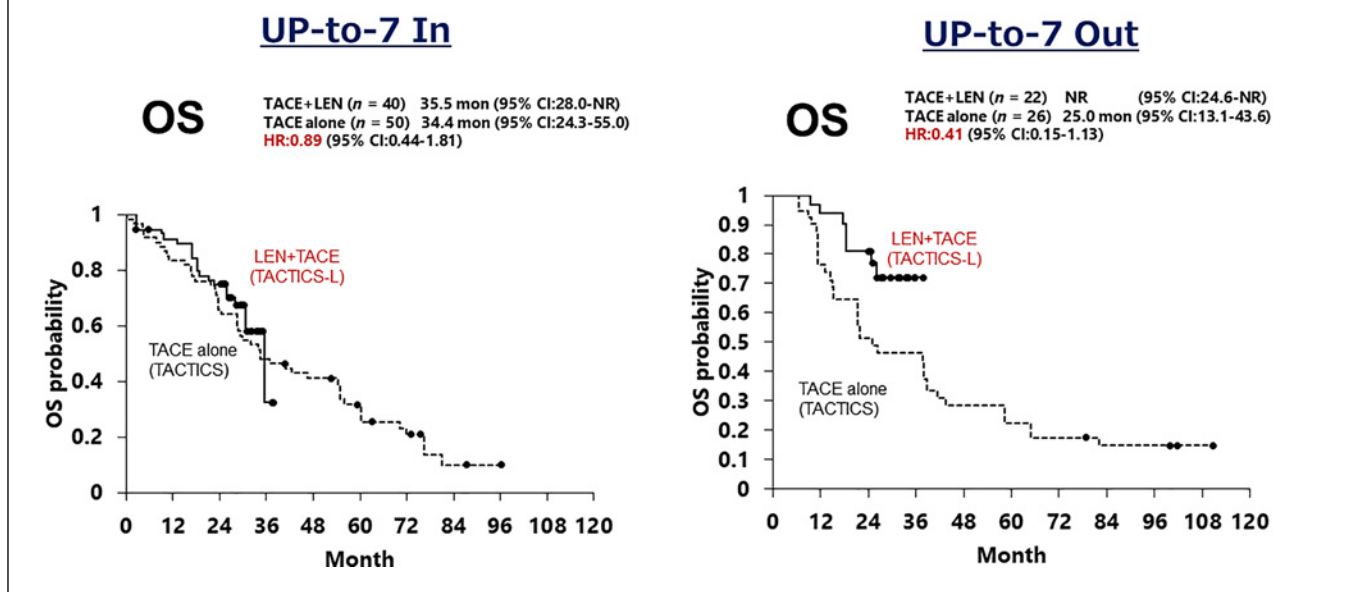 UP-to-7 In
OS
TACE+LEN (n = 40) 35.5 mon (95% CI:28.0-NR)
TACE alone (n = 50) 34.4 mon (95% CI:24.3-55.0)
HR:0.89 (95% CI:0.44-1.81)
1
0.8
0.6
0.4
0.2
0
OS probability
LEN+TACE
(TACTICS-L)
TACE alone
(TACTICS)
0 12 24 36 48 60 72 84 96 108 120
Month
UP-to-7 Out
OS
TACE+LEN (n = 22) NR (95% CI:24.6-NR)
TACE alone (n = 26) 25.0 mon (95% CI:13.1-43.6)
HR:0.41 (95% CI:0.15-1.13)
1
0.9
0.8
0.7
0.6
0.5
0.4
0.3
0.2
0.1
0
OS probability
LEN+TACE
(TACTICS-L)
TACE alone
(TACTICS)
0 12 24 36 48 60 72 84 96 108 120
Month